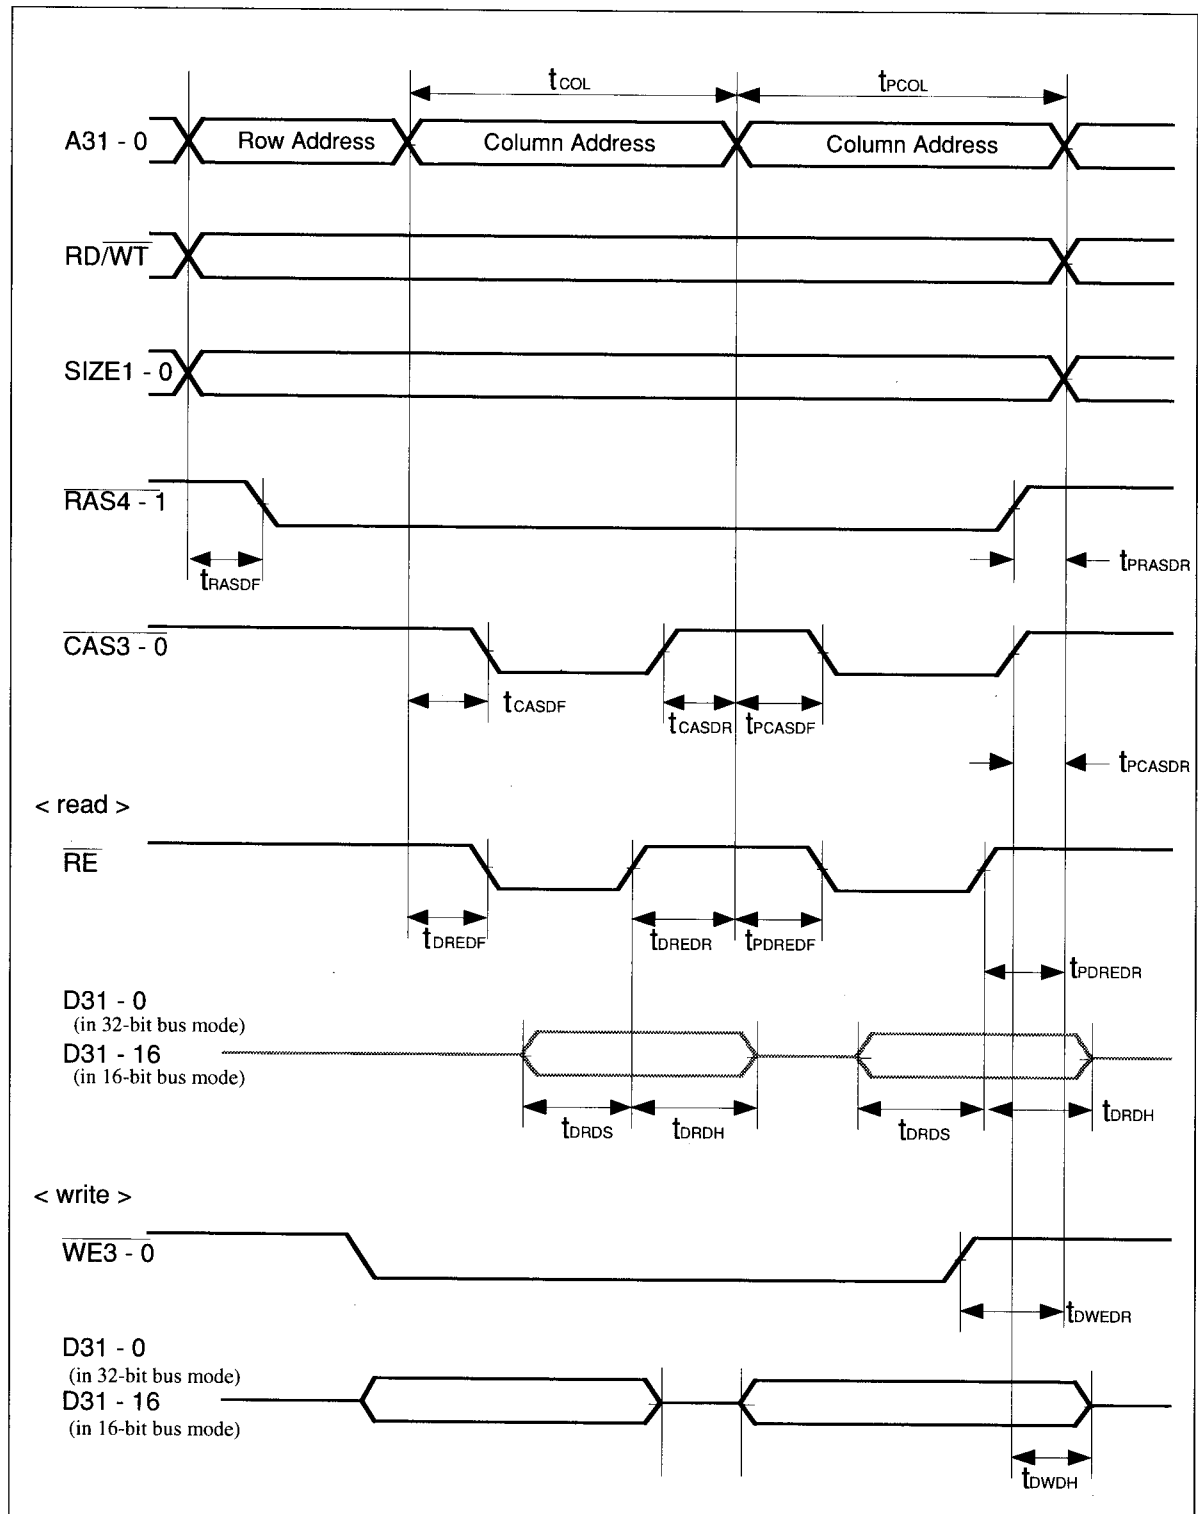 tCOL tPCOL
A31 - 0 Row Address Column Address Column Address
RD/WT
SIZE1 - 0
RAS4 - 1
tRASDF tPRASDR
CAS3 - 0
tCASDF tCASDR tPCASDF
tPCASDR
< read >
RE
tDREDF tDREDR tPDREDF
tPDREDR
D31 - 0
(in 32-bit bus mode)
D31 - 16
(in 16-bit bus mode)
tDRDS tDRDH tDRDS tDRDH
< write >
WE3 - 0
tDWEDR
D31 - 0
(in 32-bit bus mode)
D31 - 16
(in 16-bit bus mode)
tDWDH